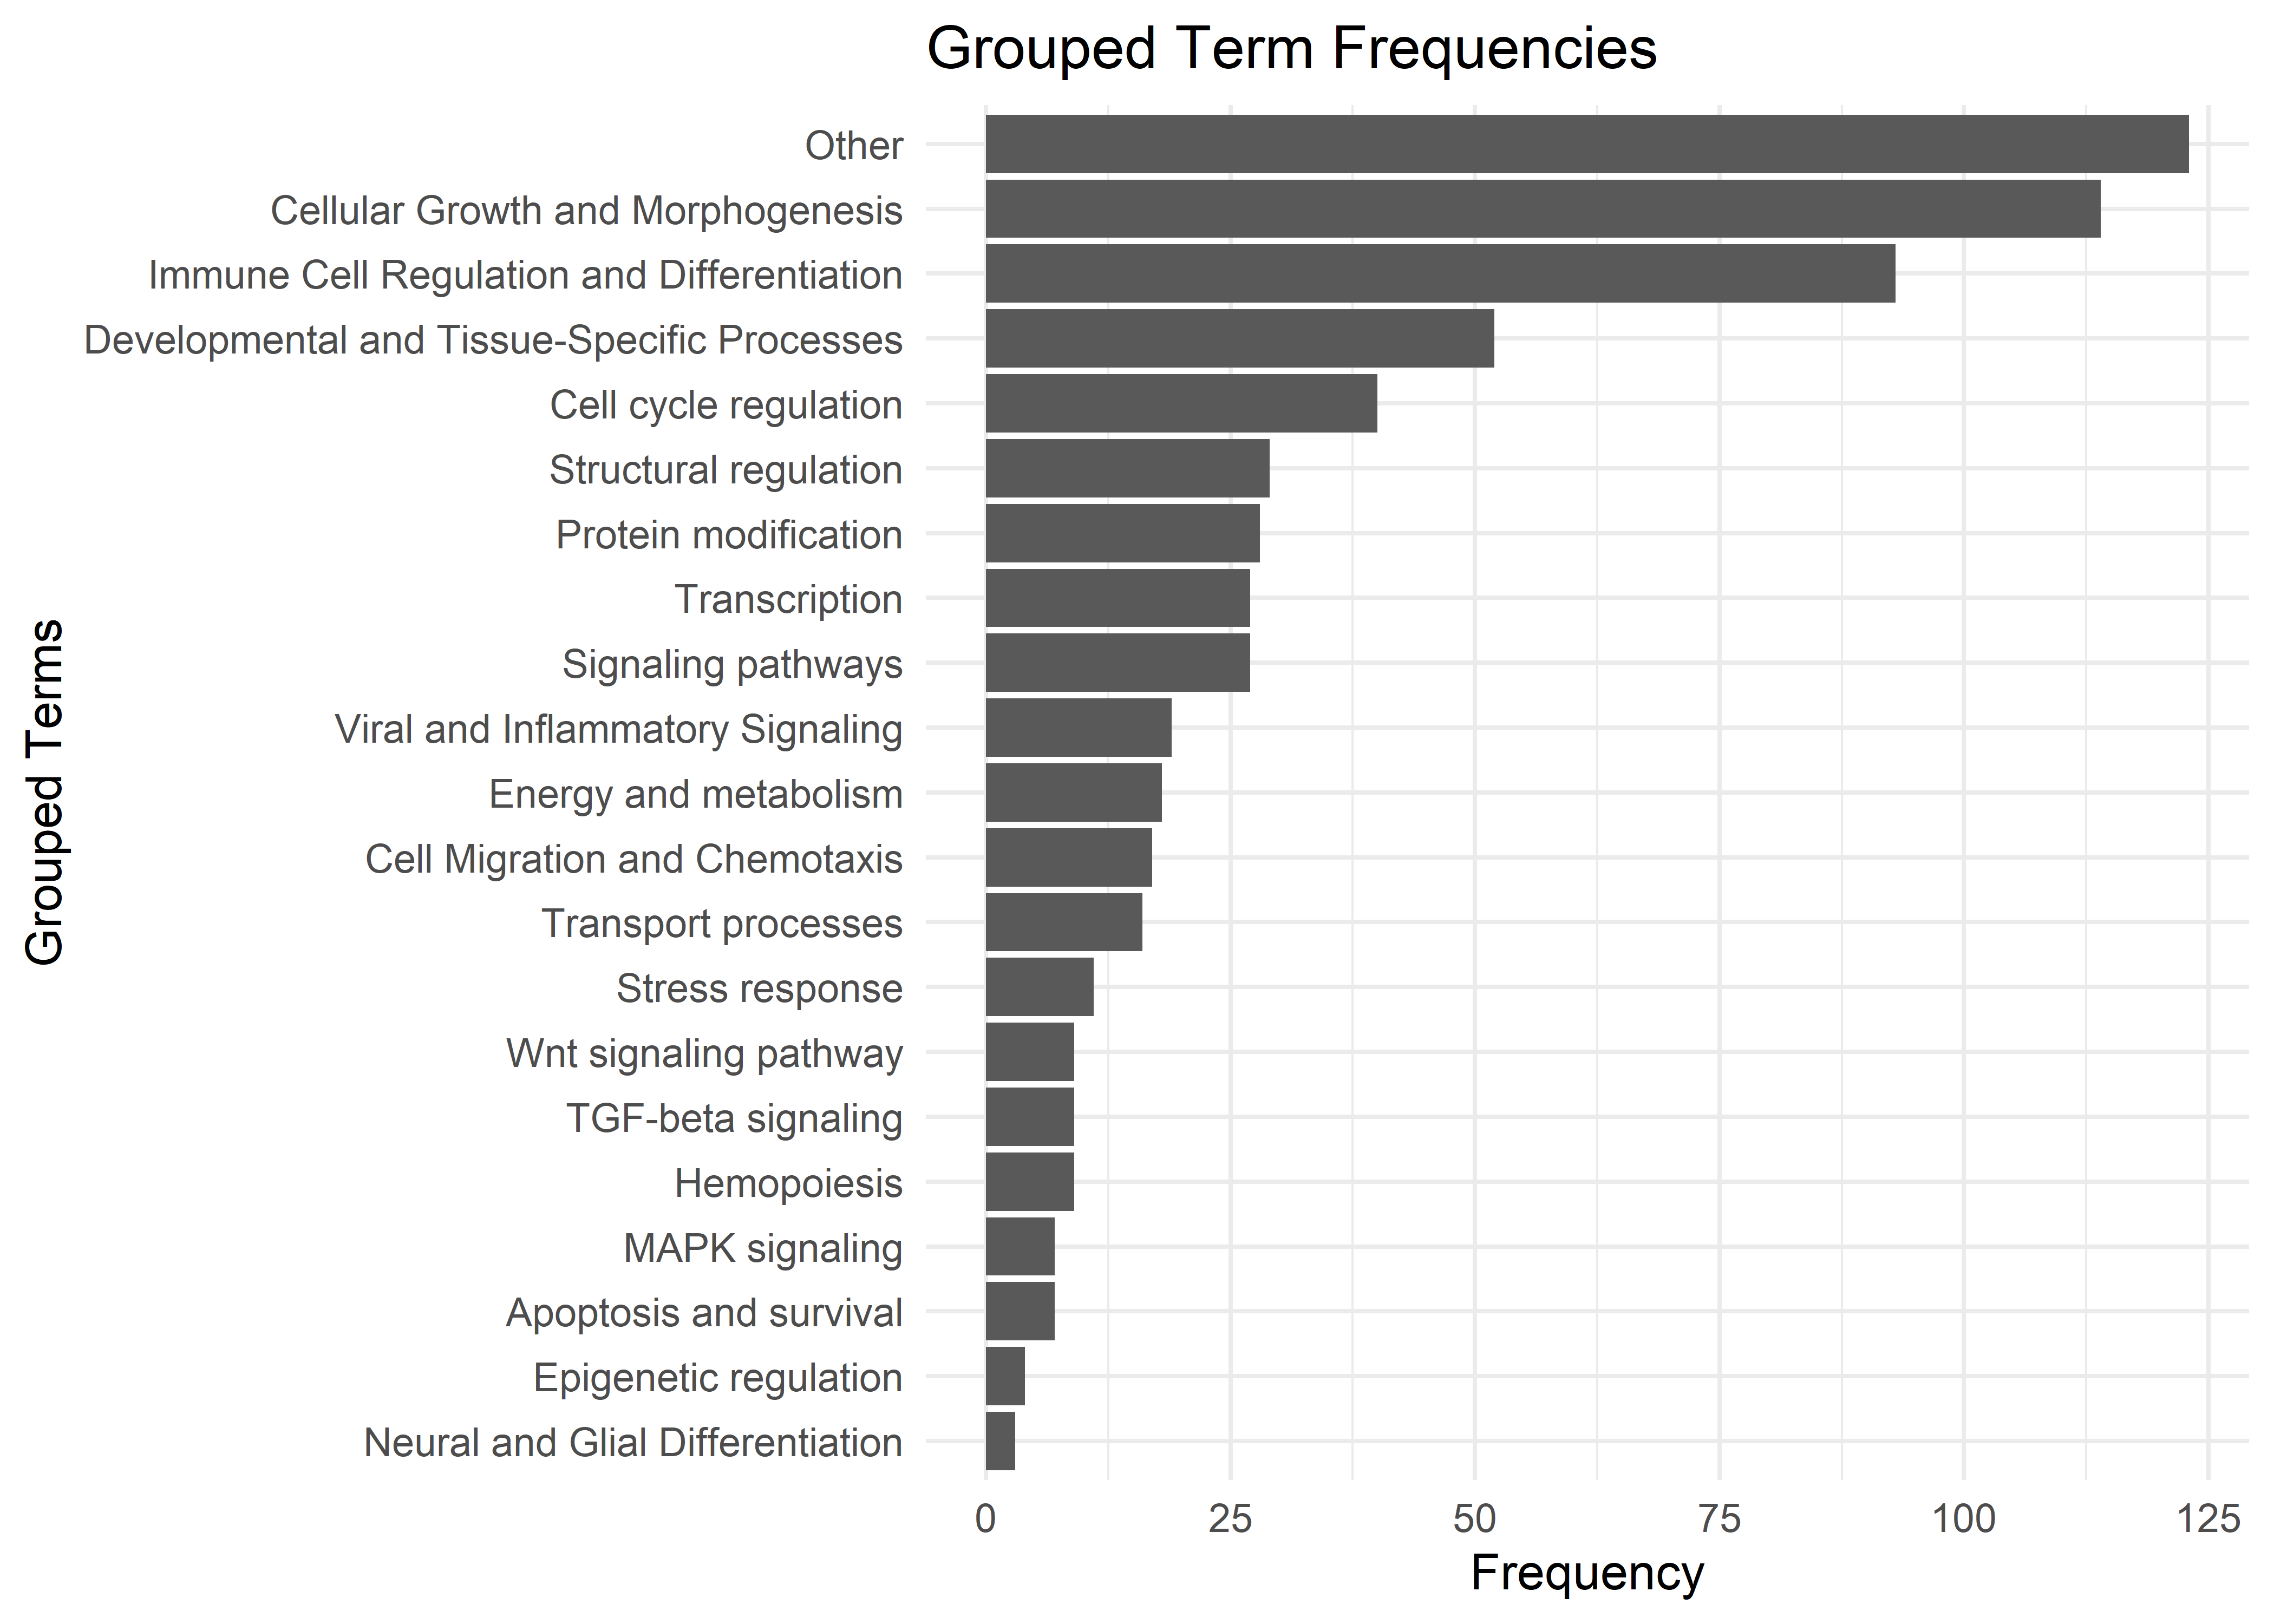 Grouped Term Frequencies
Other
Cellular Growth and Morphogenesis
Immune Cell Regulation and Differentiation
Developmental and Tissue-Specific Processes
Cell cycle regulation
Structural regulation
Protein modification
Transcription
Signaling pathways
Viral and Inflammatory Signaling
Energy and metabolism
Cell Migration and Chemotaxis
Transport processes
Stress response
Wnt signaling pathway
TGF-beta signaling
Hemopoiesis
MAPK signaling
Apoptosis and survival
Epigenetic regulation
Neural and Glial Differentiation
Grouped Terms
0 25 50 75 100 125
Frequency